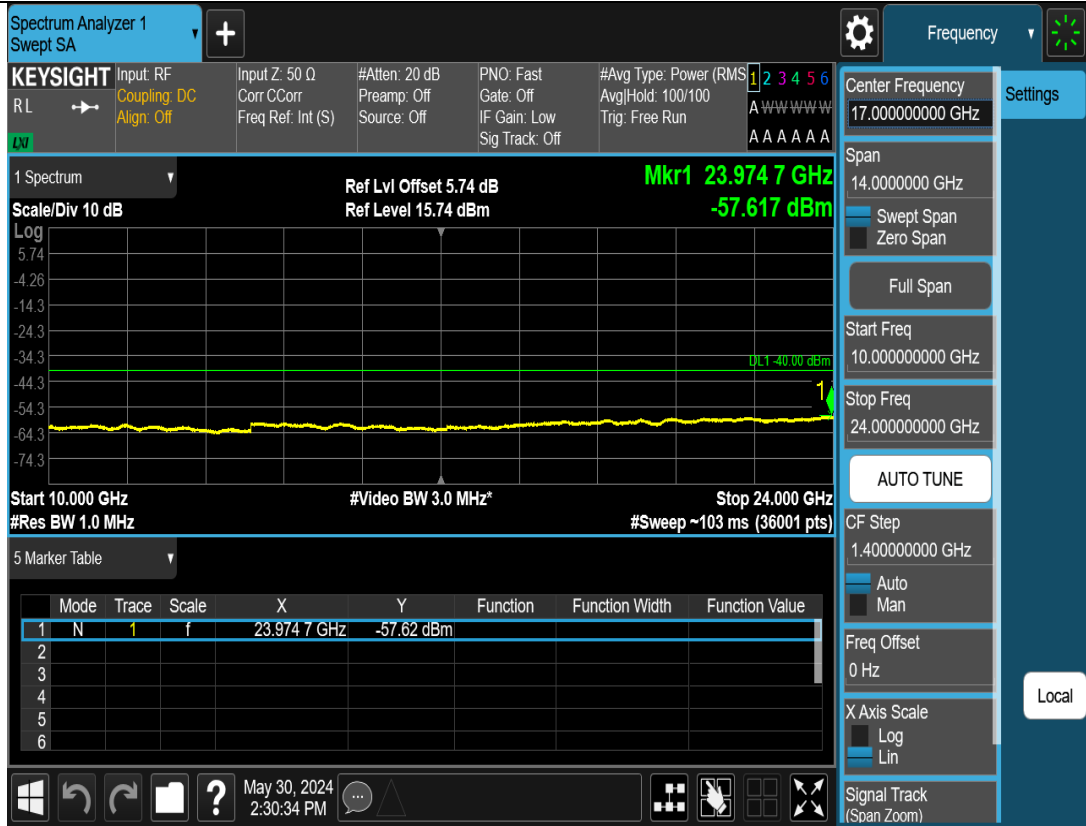 Spectrum Analyzer 1
Swept SA
+
Frequency
KEYSIGHT
RL
LXI
Input: RF
Coupling: DC
Align: Off
Input Z: 50 Ω
Corr CCorr
Freq Ref: Int (S)
#Atten: 20 dB
Preamp: Off
Source: Off
PNO: Fast
Gate: Off
IF Gain: Low
Sig Track: Off
#Avg Type: Power (RMS
Avg|Hold: 100/100
Trig: Free Run
1 2 3 4 5 6
A W W W W W
A A A A A A
1 Spectrum
Scale/Div 10 dB
Ref Lvl Offset 5.74 dB
Ref Level 15.74 dBm
Mkr1 23.974 7 GHz
-57.617 dBm
Log
5.74
-4.26
-14.3
-24.3
-34.3
DL1 -40.00 dBm
-44.3
1
-54.3
-64.3
-74.3
Start 10.000 GHz
#Video BW 3.0 MHz*
Stop 24.000 GHz
#Res BW 1.0 MHz
#Sweep ~103 ms (36001 pts)
5 Marker Table
Mode Trace Scale X Y Function Function Width Function Value
1 N 1 f 23.974 7 GHz -57.62 dBm
2
3
4
5
6
May 30, 2024
2:30:34 PM
Center Frequency
17.000000000 GHz
Settings
Span
14.0000000 GHz
Swept Span
Zero Span
Full Span
Start Freq
10.000000000 GHz
Stop Freq
24.000000000 GHz
AUTO TUNE
CF Step
1.400000000 GHz
Auto
Man
Freq Offset
0 Hz
Local
X Axis Scale
Log
Lin
Signal Track
(Span Zoom)